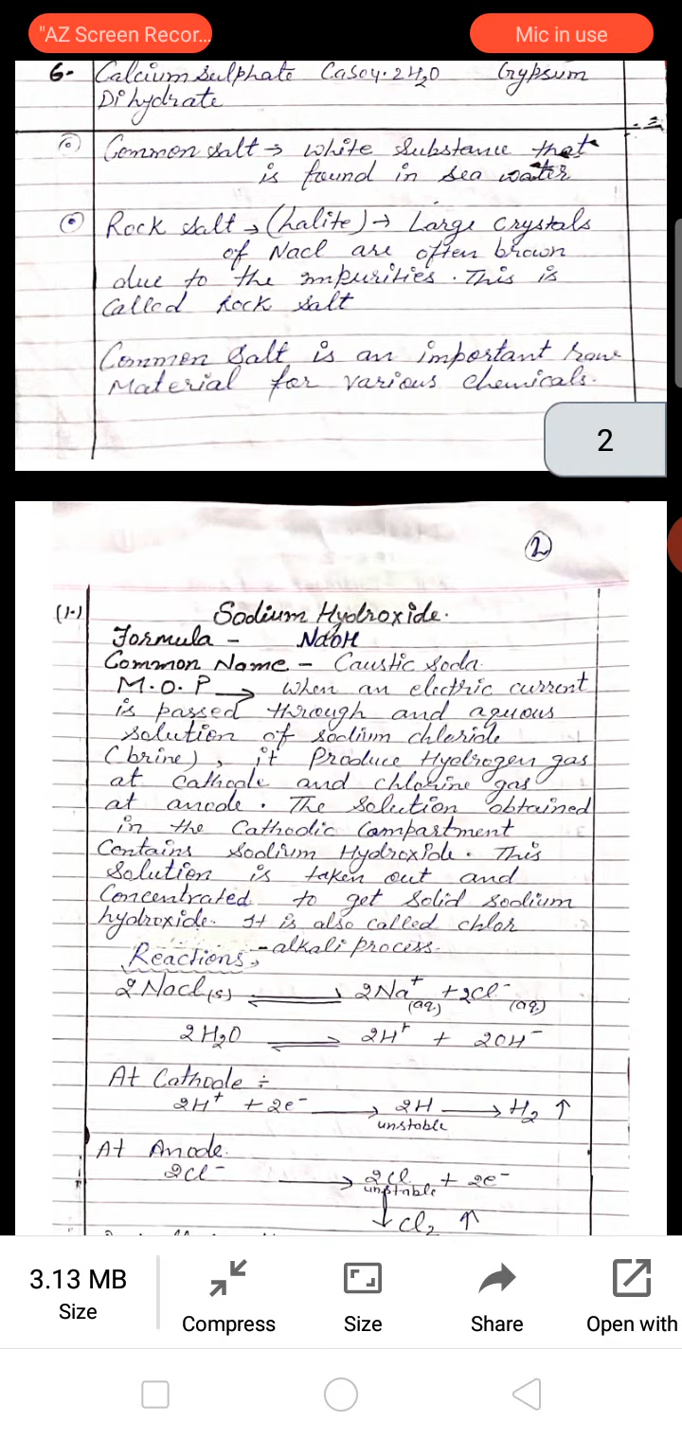 "AZ Screen Recor...
Mic in use
6- Calcium Sulphate CaSO4·2H2O Gypsum
Dihydrate
Common salt → White Substance that
is found in sea water
Rock Salt → (halite) → Large Crystals
of Nacl are often brown
due to the impurities. This is
Called Rock Salt
Common Salt is an important raw
Material for various chemicals.
2
2
(1·) Sodium Hydroxide.
Formula - NaOH
Common Name - Caustic Soda
M.O.P → When an electric current
is passed through and aquous
solution of sodium chloride
(brine), it Produce Hydrogen gas
at cathode and chlorine gas
at anode. The Solution obtained
in the Cathodic Compartment
Contains Sodium Hydroxide. This
Solution is taken out and
Concentrated to get Solid Sodium
hydroxide. It is also called chlor
-alkali process.
Reactions,
2 Nacl(s) ⇌ 2Na⁺(aq) + 2cl⁻(aq)
2H2O ⇌ 2H⁺ + 2OH⁻
At Cathode ÷
2H⁺ + 2e⁻ → 2H → H2 ↑
unstable
At Anode.
2cl⁻ → 2Cl + 2e⁻
unstable
↓ Cl2 ↑
3.13 MB
Size
Compress
Size
Share
Open with